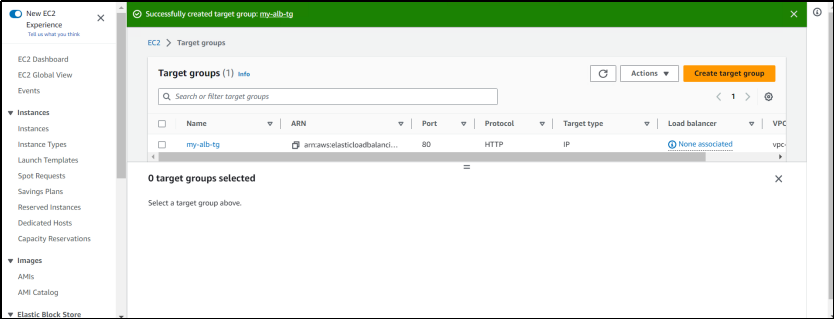 New EC2
Experience
Tell us what you think
EC2 Dashboard
EC2 Global View
Events
Instances
Instances
Instance Types
Launch Templates
Spot Requests
Savings Plans
Reserved Instances
Dedicated Hosts
Capacity Reservations
Images
AMIs
AMI Catalog
Elastic Block Store
Successfully created target group: my-alb-tg
EC2 > Target groups
Target groups (1) Info
Actions
Create target group
Search or filter target groups
1
Name ARN Port Protocol Target type Load balancer VPC
my-alb-tg arn:aws:elasticloadbalanci... 80 HTTP IP None associated vpc-
0 target groups selected
Select a target group above.